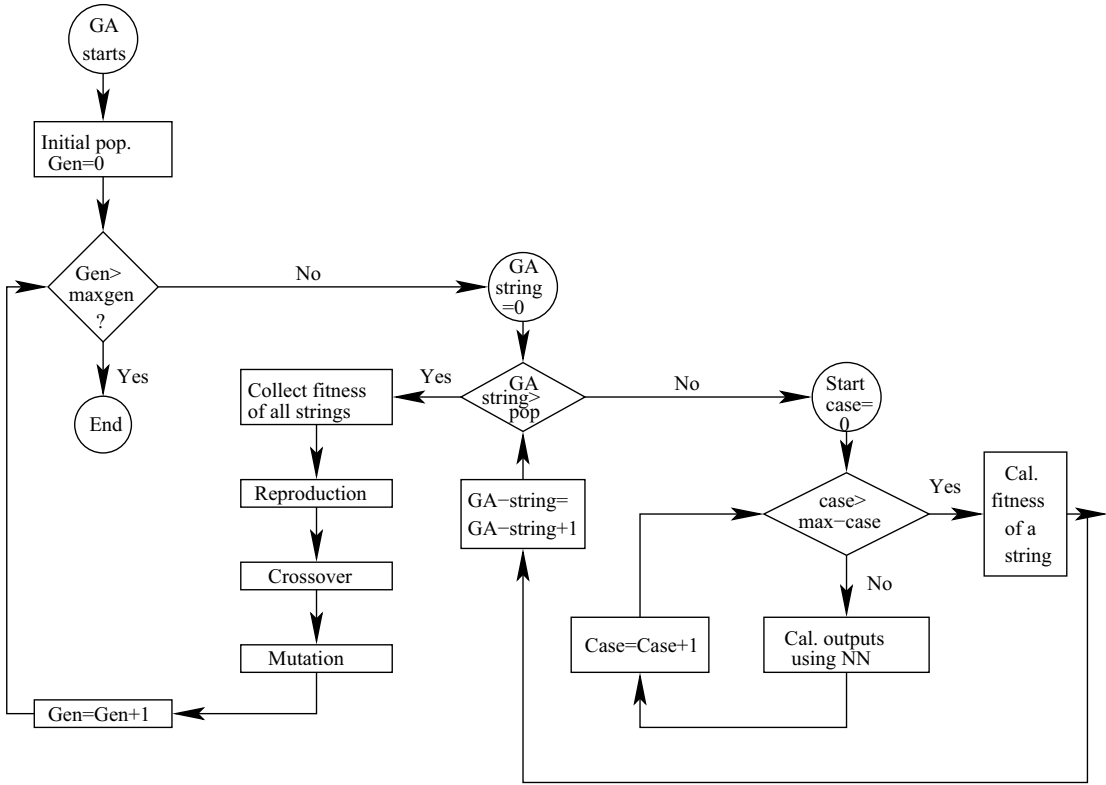 GA
starts
Initial pop.
Gen=0
Gen>
maxgen
?
No
Yes
End
GA
string
=0
GA
string>
pop
Yes
No
Collect fitness
of all strings
Reproduction
Crossover
Mutation
Gen=Gen+1
GA−string=
GA−string+1
Start
case=
0
case>
max−case
Yes
No
Cal.
fitness
of a
string
Case=Case+1
Cal. outputs
using NN